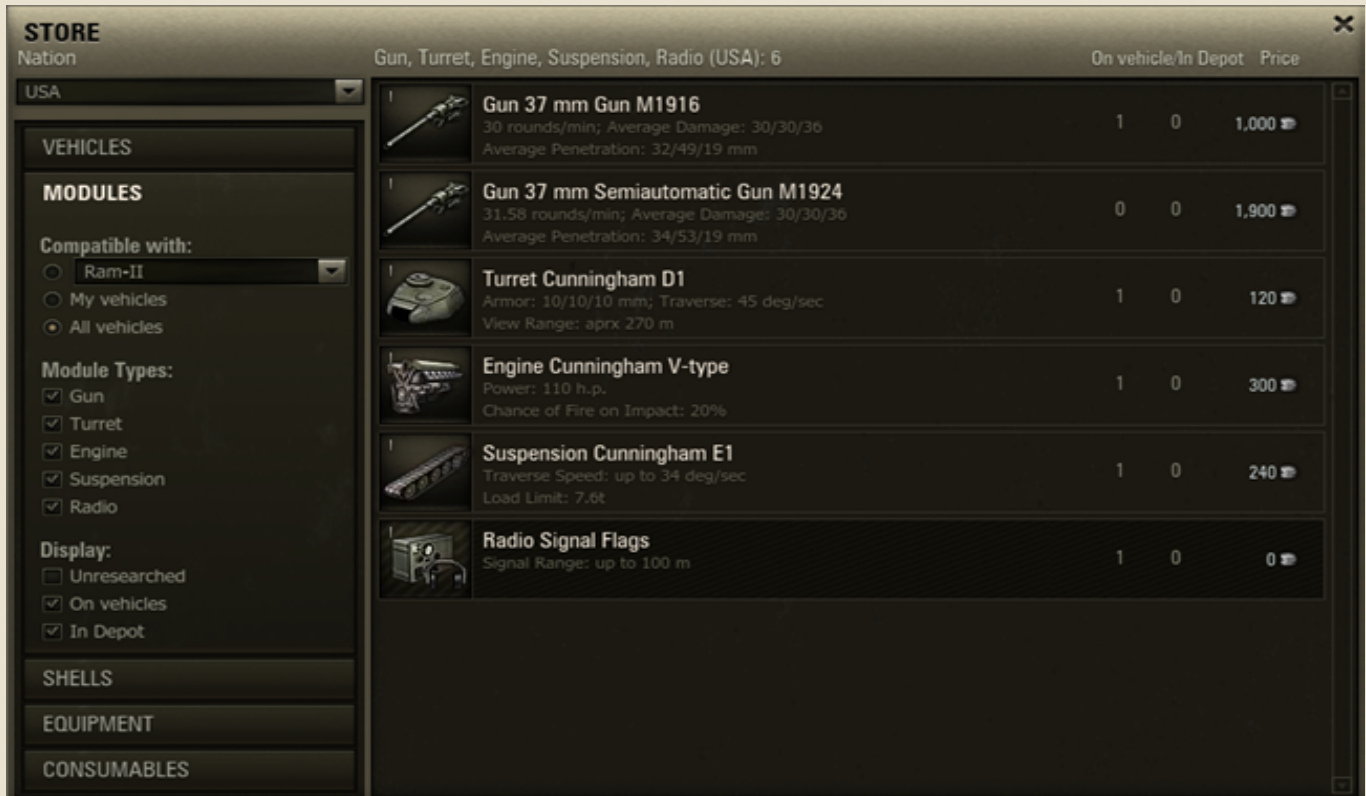 STORE
Nation
USA
VEHICLES
MODULES
Compatible with:
Ram-II
My vehicles
All vehicles
Module Types:
Gun
Turret
Engine
Suspension
Radio
Display:
Unresearched
On vehicles
In Depot
SHELLS
EQUIPMENT
CONSUMABLES
Gun, Turret, Engine, Suspension, Radio (USA): 6 On vehicle/In Depot Price
Gun 37 mm Gun M1916
30 rounds/min; Average Damage: 30/30/36 1 0 1,000
Average Penetration: 32/49/19 mm
Gun 37 mm Semiautomatic Gun M1924
31.58 rounds/min; Average Damage: 30/30/36 0 0 1,900
Average Penetration: 34/53/19 mm
Turret Cunningham D1
Armor: 10/10/10 mm; Traverse: 45 deg/sec 1 0 120
View Range: aprx 270 m
Engine Cunningham V-type
Power: 110 h.p. 1 0 300
Chance of Fire on Impact: 20%
Suspension Cunningham E1
Traverse Speed: up to 34 deg/sec 1 0 240
Load Limit: 7.6t
Radio Signal Flags
Signal Range: up to 100 m 1 0 0